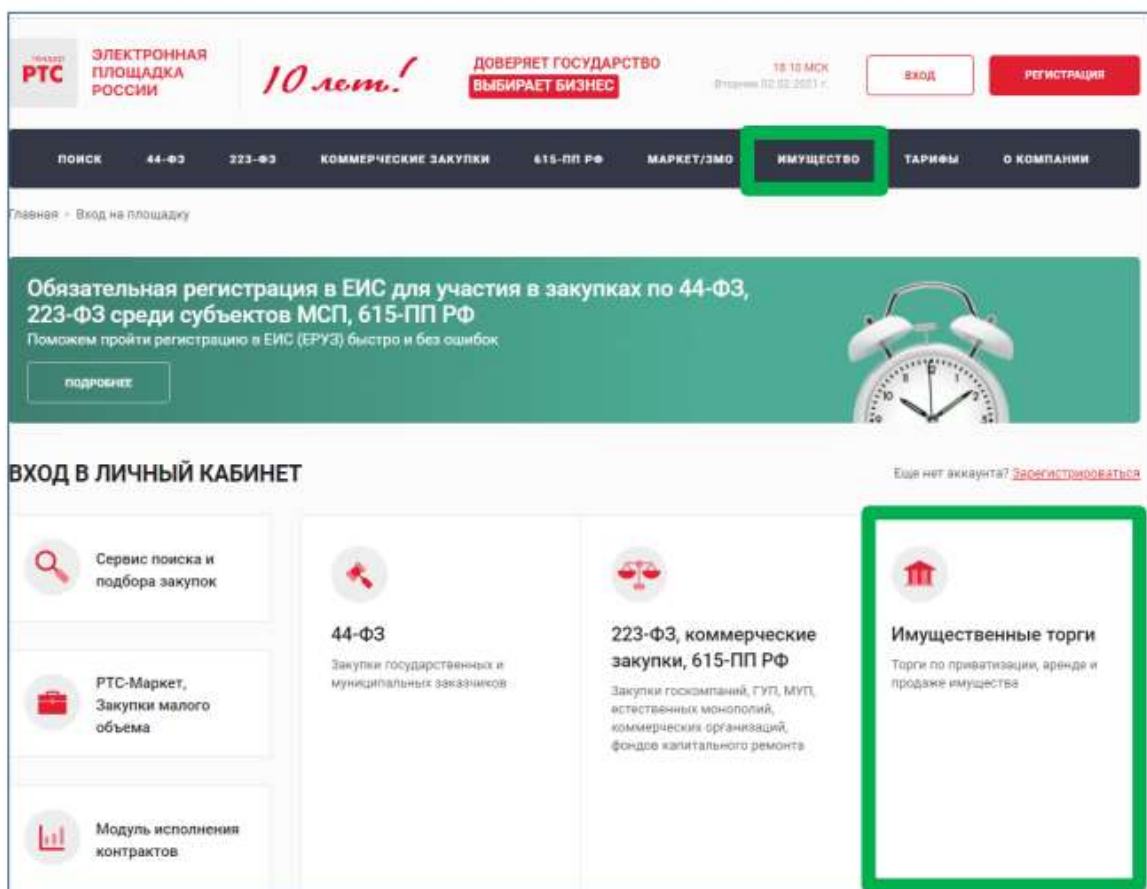 тендер
РТС
ЭЛЕКТРОННАЯ
ПЛОЩАДКА
РОССИИ
10 лет!
ДОВЕРЯЕТ ГОСУДАРСТВО
ВЫБИРАЕТ БИЗНЕС
18:10 МСК
Вторник 02.02.2021 г.
ВХОД
РЕГИСТРАЦИЯ
ПОИСК
44-ФЗ
223-ФЗ
КОММЕРЧЕСКИЕ ЗАКУПКИ
615-ПП РФ
МАРКЕТ/ЗМО
ИМУЩЕСТВО
ТАРИФЫ
О КОМПАНИИ
Главная - Вход на площадку
Обязательная регистрация в ЕИС для участия в закупках по 44-ФЗ,
223-ФЗ среди субъектов МСП, 615-ПП РФ
Поможем пройти регистрацию в ЕИС (ЕРУЗ) быстро и без ошибок
ПОДРОБНЕЕ
ВХОД В ЛИЧНЫЙ КАБИНЕТ
Еще нет аккаунта? Зарегистрироваться
Сервис поиска и
подбора закупок
РТС-Маркет,
Закупки малого
объема
Модуль исполнения
контрактов
44-ФЗ
Закупки государственных и
муниципальных заказчиков
223-ФЗ, коммерческие
закупки, 615-ПП РФ
Закупки госкомпаний, ГУП, МУП,
естественных монополий,
коммерческих организаций,
фондов капитального ремонта
Имущественные торги
Торги по приватизации, аренде и
продаже имущества